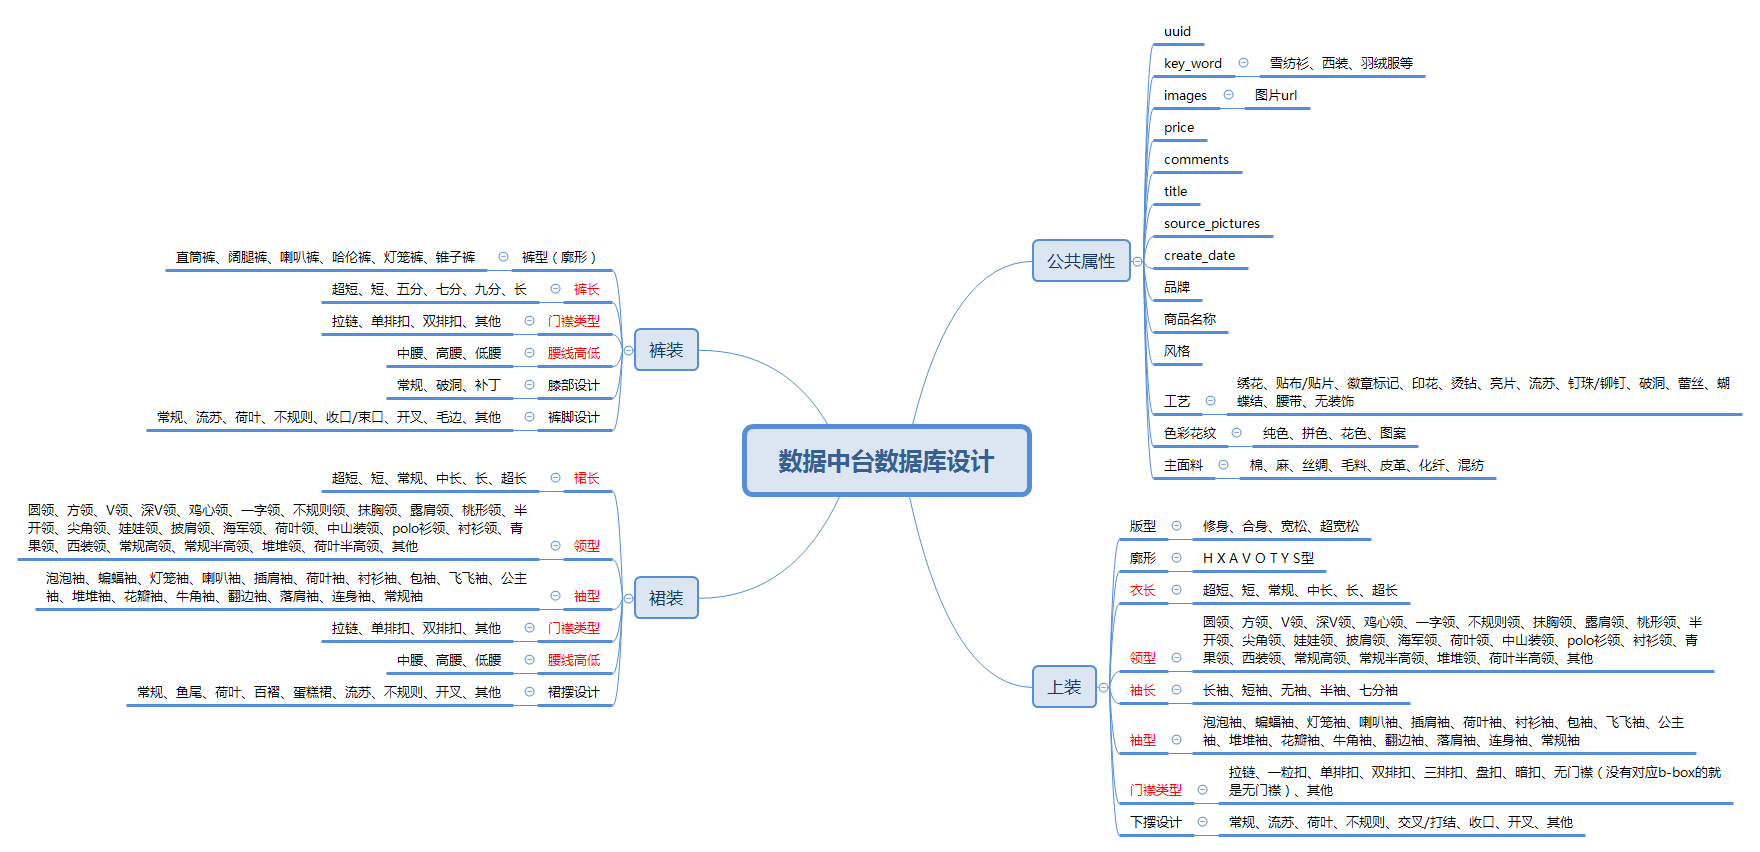 数据中台数据库设计
公共属性
uuid
key_word
雪纺衫、西装、羽绒服等
images
图片url
price
comments
title
source_pictures
create_date
品牌
商品名称
风格
工艺
绣花、贴布/贴片、徽章标记、印花、烫钻、亮片、流苏、钉珠/铆钉、破洞、蕾丝、蝴
蝶结、腰带、无装饰
色彩花纹
纯色、拼色、花色、图案
主面料
棉、麻、丝绸、毛料、皮革、化纤、混纺
上装
版型
修身、合身、宽松、超宽松
廓形
H X A V O T Y S型
衣长
超短、短、常规、中长、长、超长
领型
圆领、方领、V领、深V领、鸡心领、一字领、不规则领、抹胸领、露肩领、桃形领、半
开领、尖角领、娃娃领、披肩领、海军领、荷叶领、中山装领、polo衫领、衬衫领、青
果领、西装领、常规高领、常规半高领、堆堆领、荷叶半高领、其他
袖长
长袖、短袖、无袖、半袖、七分袖
袖型
泡泡袖、蝙蝠袖、灯笼袖、喇叭袖、插肩袖、荷叶袖、衬衫袖、包袖、飞飞袖、公主
袖、堆堆袖、花瓣袖、牛角袖、翻边袖、落肩袖、连身袖、常规袖
门襟类型
拉链、一粒扣、单排扣、双排扣、三排扣、盘扣、暗扣、无门襟（没有对应b-box的就
是无门襟）、其他
下摆设计
常规、流苏、荷叶、不规则、交叉/打结、收口、开叉、其他
裤装
直筒裤、阔腿裤、喇叭裤、哈伦裤、灯笼裤、锥子裤
裤型（廓形）
超短、短、五分、七分、九分、长
裤长
拉链、单排扣、双排扣、其他
门襟类型
中腰、高腰、低腰
腰线高低
常规、破洞、补丁
膝部设计
常规、流苏、荷叶、不规则、收口/束口、开叉、毛边、其他
裤脚设计
裙装
超短、短、常规、中长、长、超长
裙长
圆领、方领、V领、深V领、鸡心领、一字领、不规则领、抹胸领、露肩领、桃形领、半
开领、尖角领、娃娃领、披肩领、海军领、荷叶领、中山装领、polo衫领、衬衫领、青
果领、西装领、常规高领、常规半高领、堆堆领、荷叶半高领、其他
领型
泡泡袖、蝙蝠袖、灯笼袖、喇叭袖、插肩袖、荷叶袖、衬衫袖、包袖、飞飞袖、公主
袖、堆堆袖、花瓣袖、牛角袖、翻边袖、落肩袖、连身袖、常规袖
袖型
拉链、单排扣、双排扣、其他
门襟类型
中腰、高腰、低腰
腰线高低
常规、鱼尾、荷叶、百褶、蛋糕裙、流苏、不规则、开叉、其他
裙摆设计